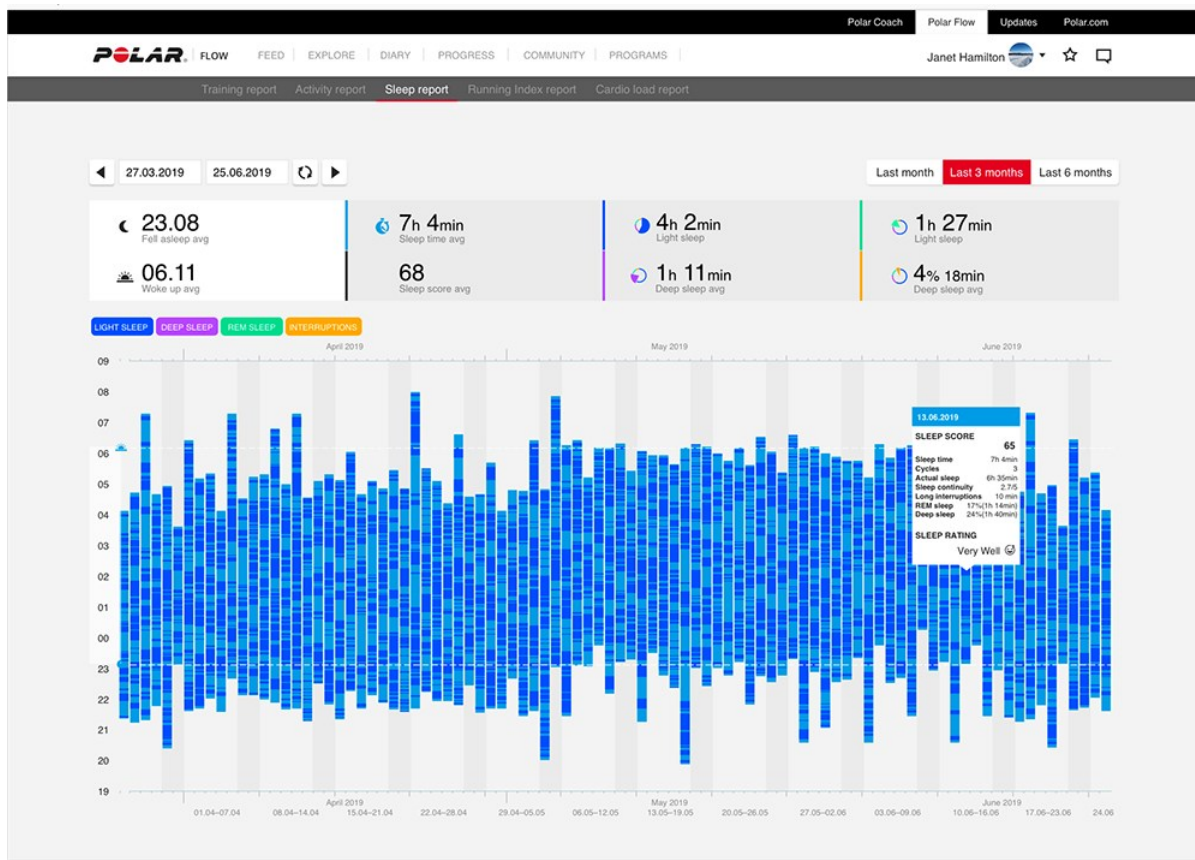 Polar Coach Polar Flow Updates Polar.com
POLAR. FLOW FEED EXPLORE DIARY PROGRESS COMMUNITY PROGRAMS Janet Hamilton
Training report Activity report Sleep report Running Index report Cardio load report
27.03.2019 25.06.2019 Last month Last 3 months Last 6 months
23.08 7h 4min 4h 2min 1h 27min
Fell asleep avg Sleep time avg Light sleep Light sleep
06.11 68 1h 11min 4% 18min
Woke up avg Sleep score avg Deep sleep avg Deep sleep avg
LIGHT SLEEP DEEP SLEEP REM SLEEP INTERRUPTIONS
April 2019 May 2019 June 2019
09
08
07
06
05
04
03
02
01
00
23
22
21
20
19
13.06.2019
SLEEP SCORE
65
Sleep time 7h 4min
Cycles 3
Actual sleep 6h 35min
Sleep continuity 2.7/5
Long interruptions 10 min
REM sleep 17%(1h 14min)
Deep sleep 24%(1h 40min)
SLEEP RATING
Very Well
April 2019 May 2019 June 2019
01.04–07.04 08.04–14.04 15.04–21.04 22.04–28.04 29.04–05.05 06.05–12.05 13.05–19.05 20.05–26.05 27.05–02.06 03.06–09.06 10.06–16.06 17.06–23.06 24.06